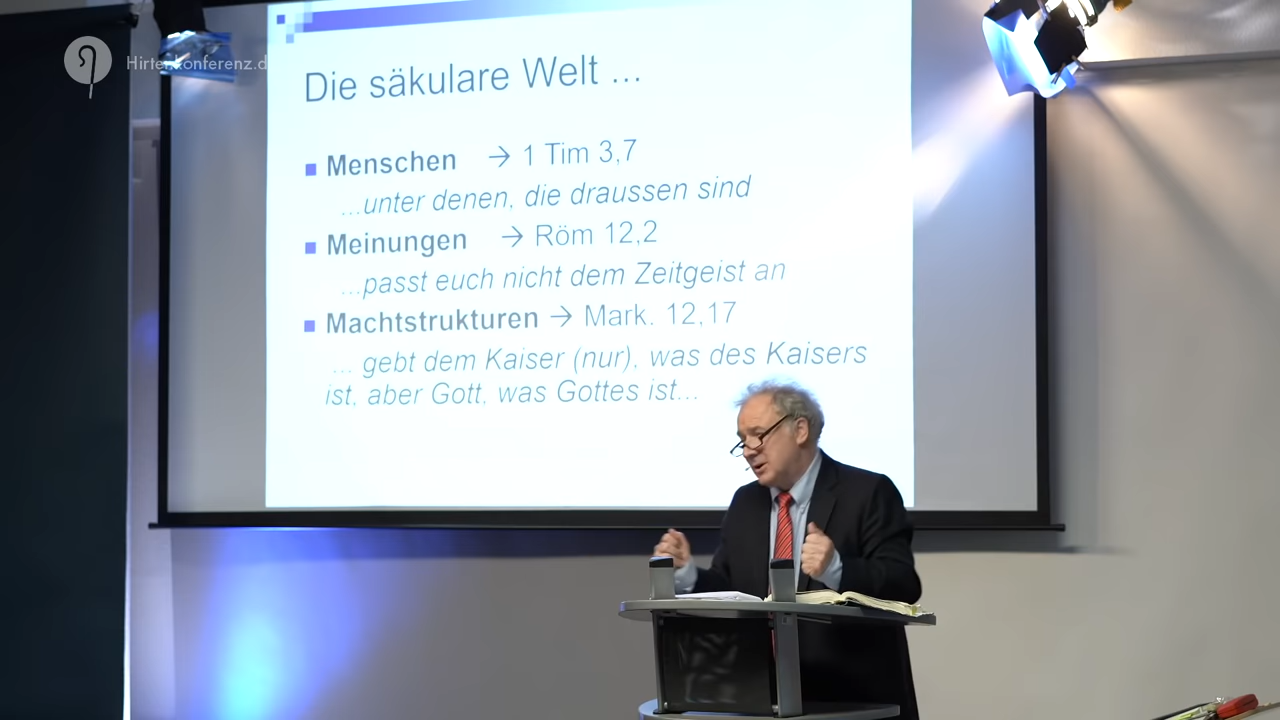 Hirtenkonferenz.d
Die säkulare Welt ...
Menschen → 1 Tim 3,7
...unter denen, die draussen sind
Meinungen → Röm 12,2
...passt euch nicht dem Zeitgeist an
Machtstrukturen → Mark. 12,17
... gebt dem Kaiser (nur), was des Kaisers
ist, aber Gott, was Gottes ist...